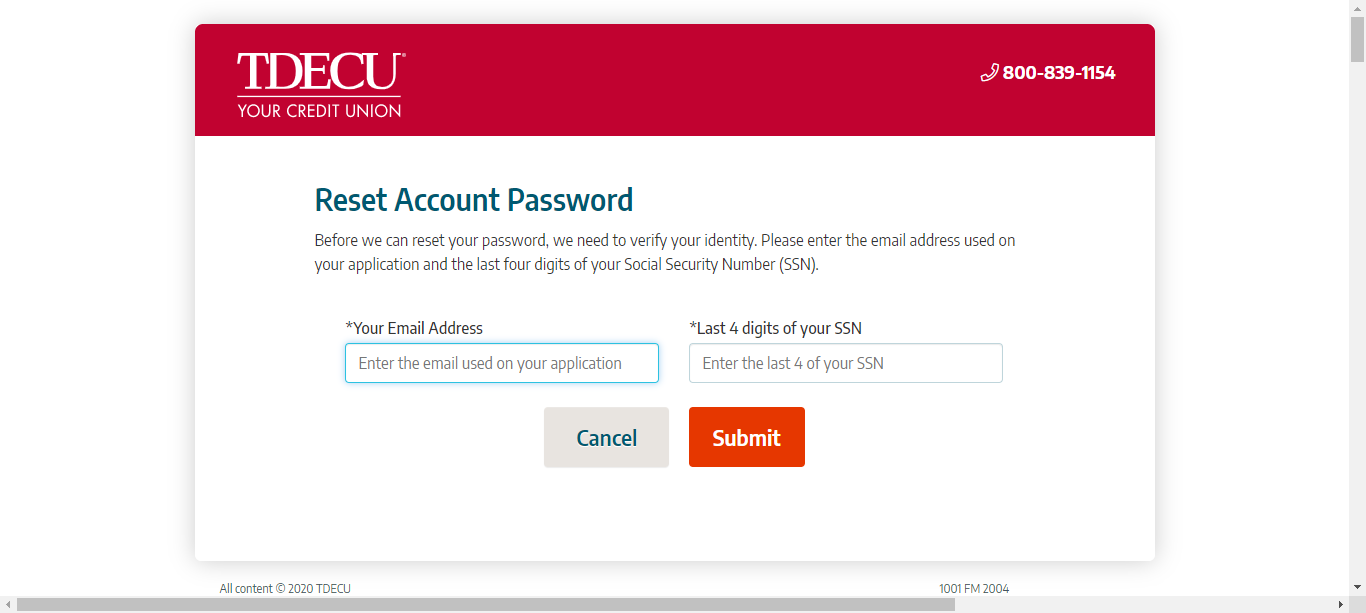 TDECU®
YOUR CREDIT UNION
800-839-1154
Reset Account Password
Before we can reset your password, we need to verify your identity. Please enter the email address used on
your application and the last four digits of your Social Security Number (SSN).
*Your Email Address
*Last 4 digits of your SSN
Enter the email used on your application
Enter the last 4 of your SSN
Cancel
Submit
All content © 2020 TDECU
1001 FM 2004